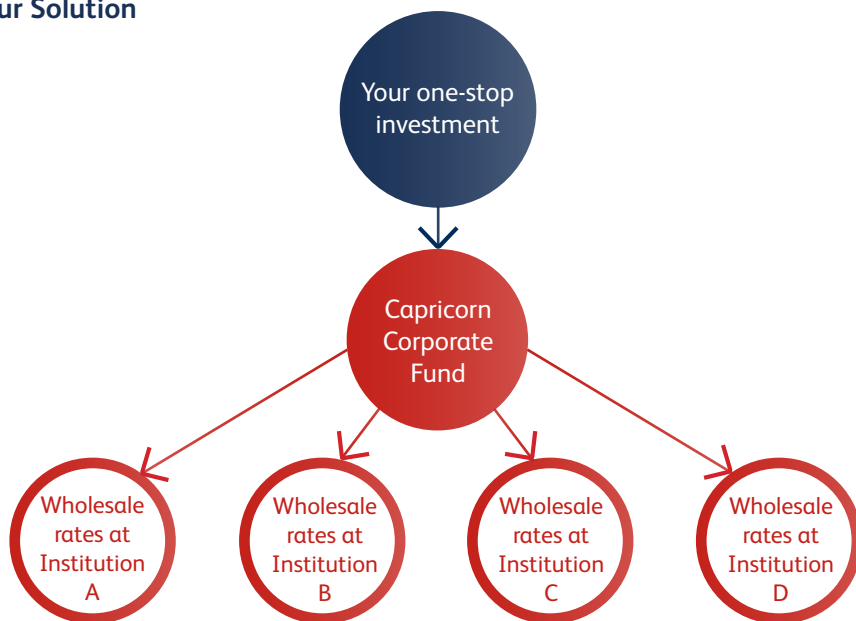 ur Solution
Your one-stop
investment
Capricorn
Corporate
Fund
Wholesale
rates at
Institution
A
Wholesale
rates at
Institution
B
Wholesale
rates at
Institution
C
Wholesale
rates at
Institution
D